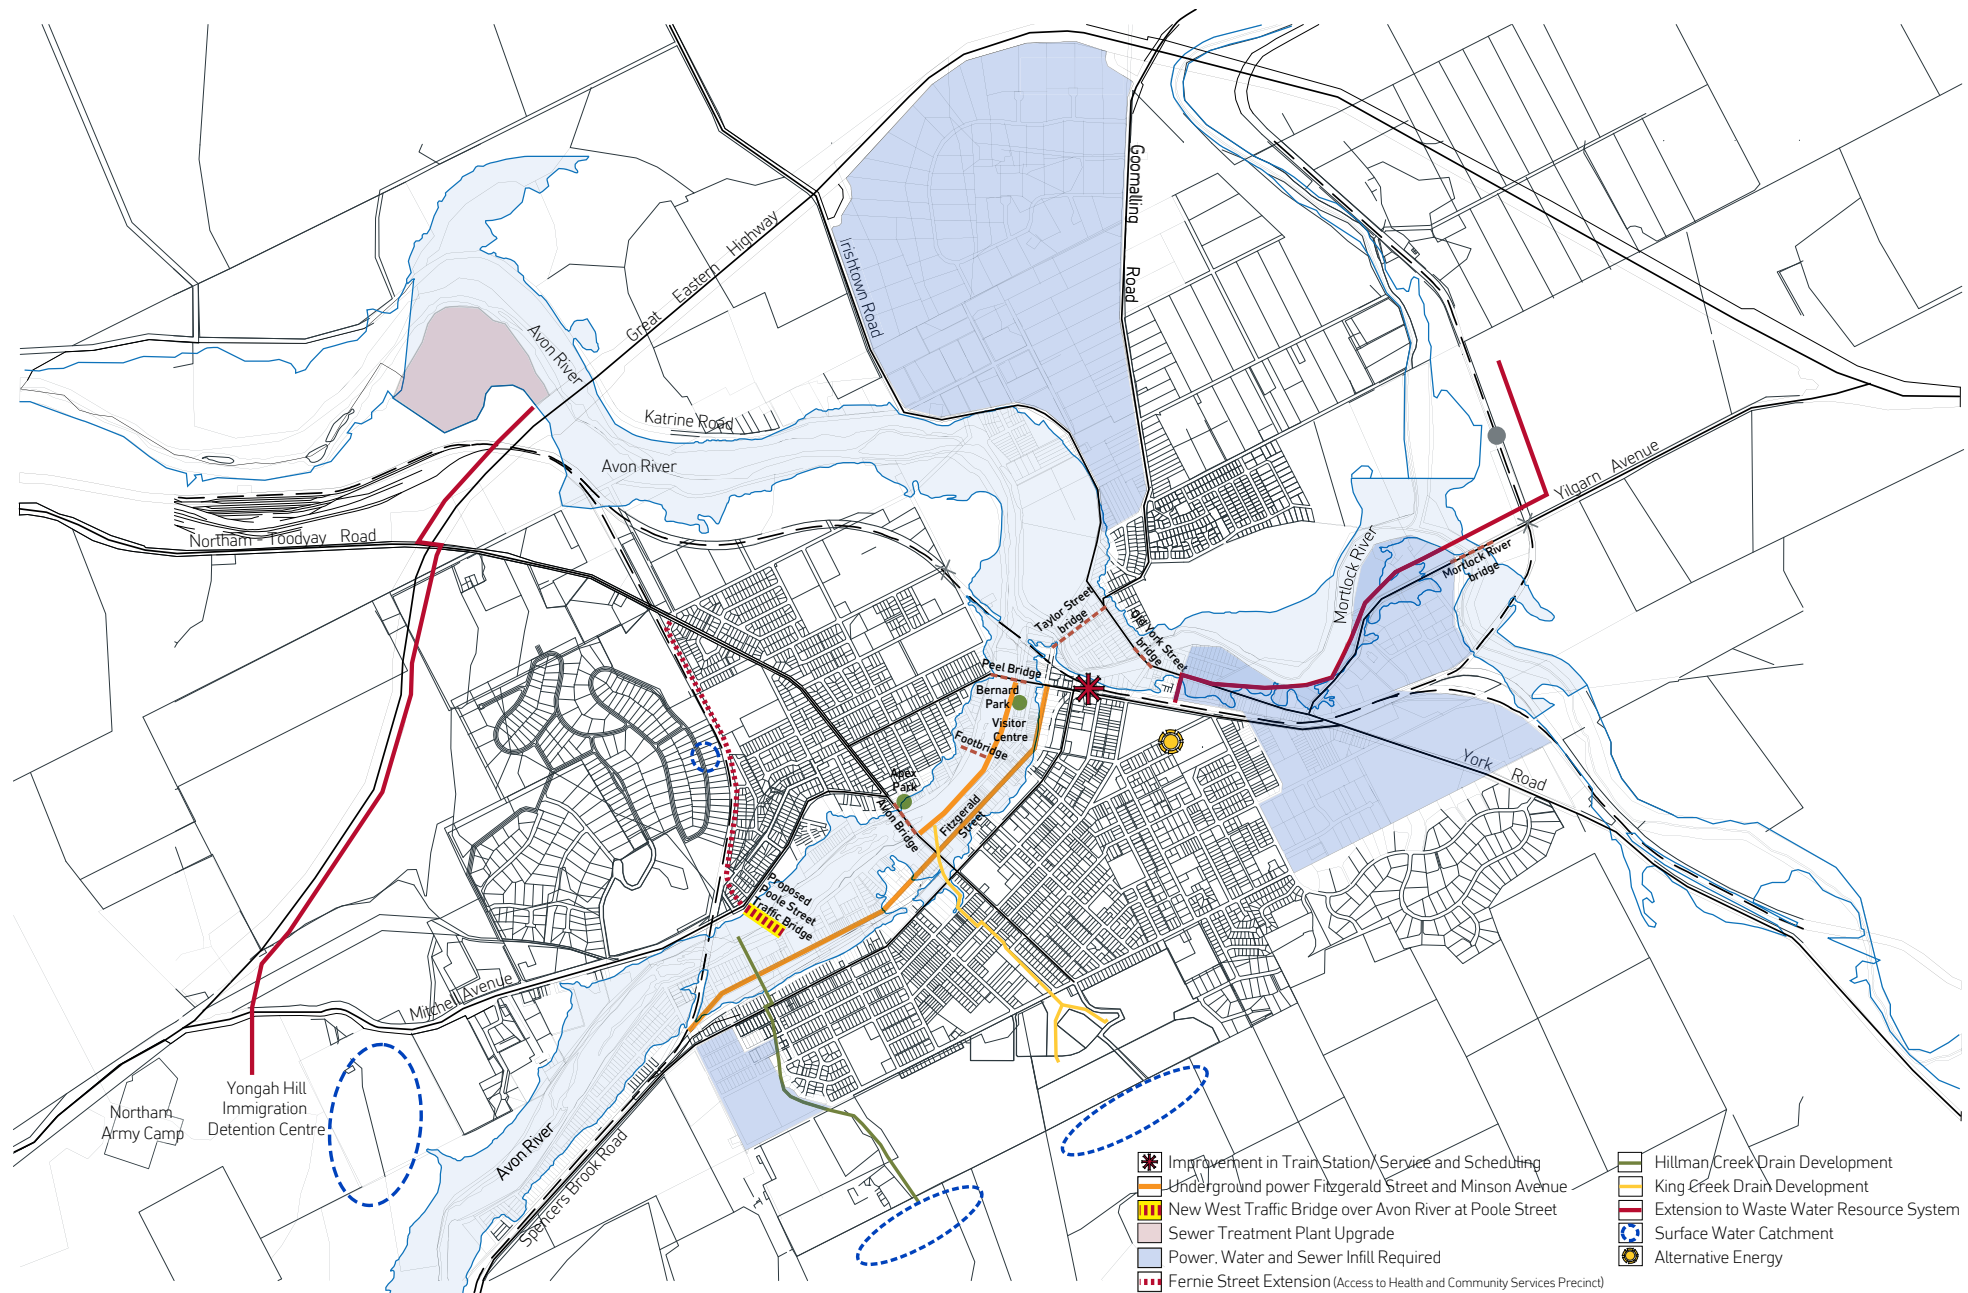 Goomalling Road
Irishtown Road
Great Eastern Highway
Avon River
Katrine Road
Avon River
Northam - Toodyay Road
Yilgarn Avenue
Mortlock River
Mortlock River
bridge
Taylor Street
bridge
Old York Street
bridge
Peel Bridge
Bernard
Park
Visitor
Centre
Footbridge
Apex
Park
Avon Bridge
Fitzgerald
Street
York Road
Proposed
Poole Street
Traffic Bridge
Mitchell Avenue
Yongah Hill
Immigration
Detention Centre
Northam
Army Camp
Avon River
Spencers Brook Road
Improvement in Train Station/ Service and Scheduling
Underground power Fitzgerald Street and Minson Avenue
New West Traffic Bridge over Avon River at Poole Street
Sewer Treatment Plant Upgrade
Power, Water and Sewer Infill Required
Fernie Street Extension (Access to Health and Community Services Precinct)
Hillman Creek Drain Development
King Creek Drain Development
Extension to Waste Water Resource System
Surface Water Catchment
Alternative Energy